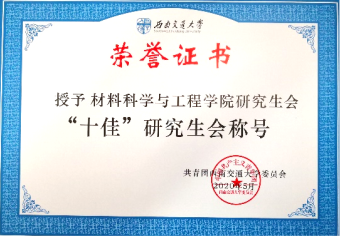 西南交通大学
荣誉证书
授予 材料科学与工程学院研究生会
“十佳”研究生会称号
共青团西南交通大学委员会
2020年5月